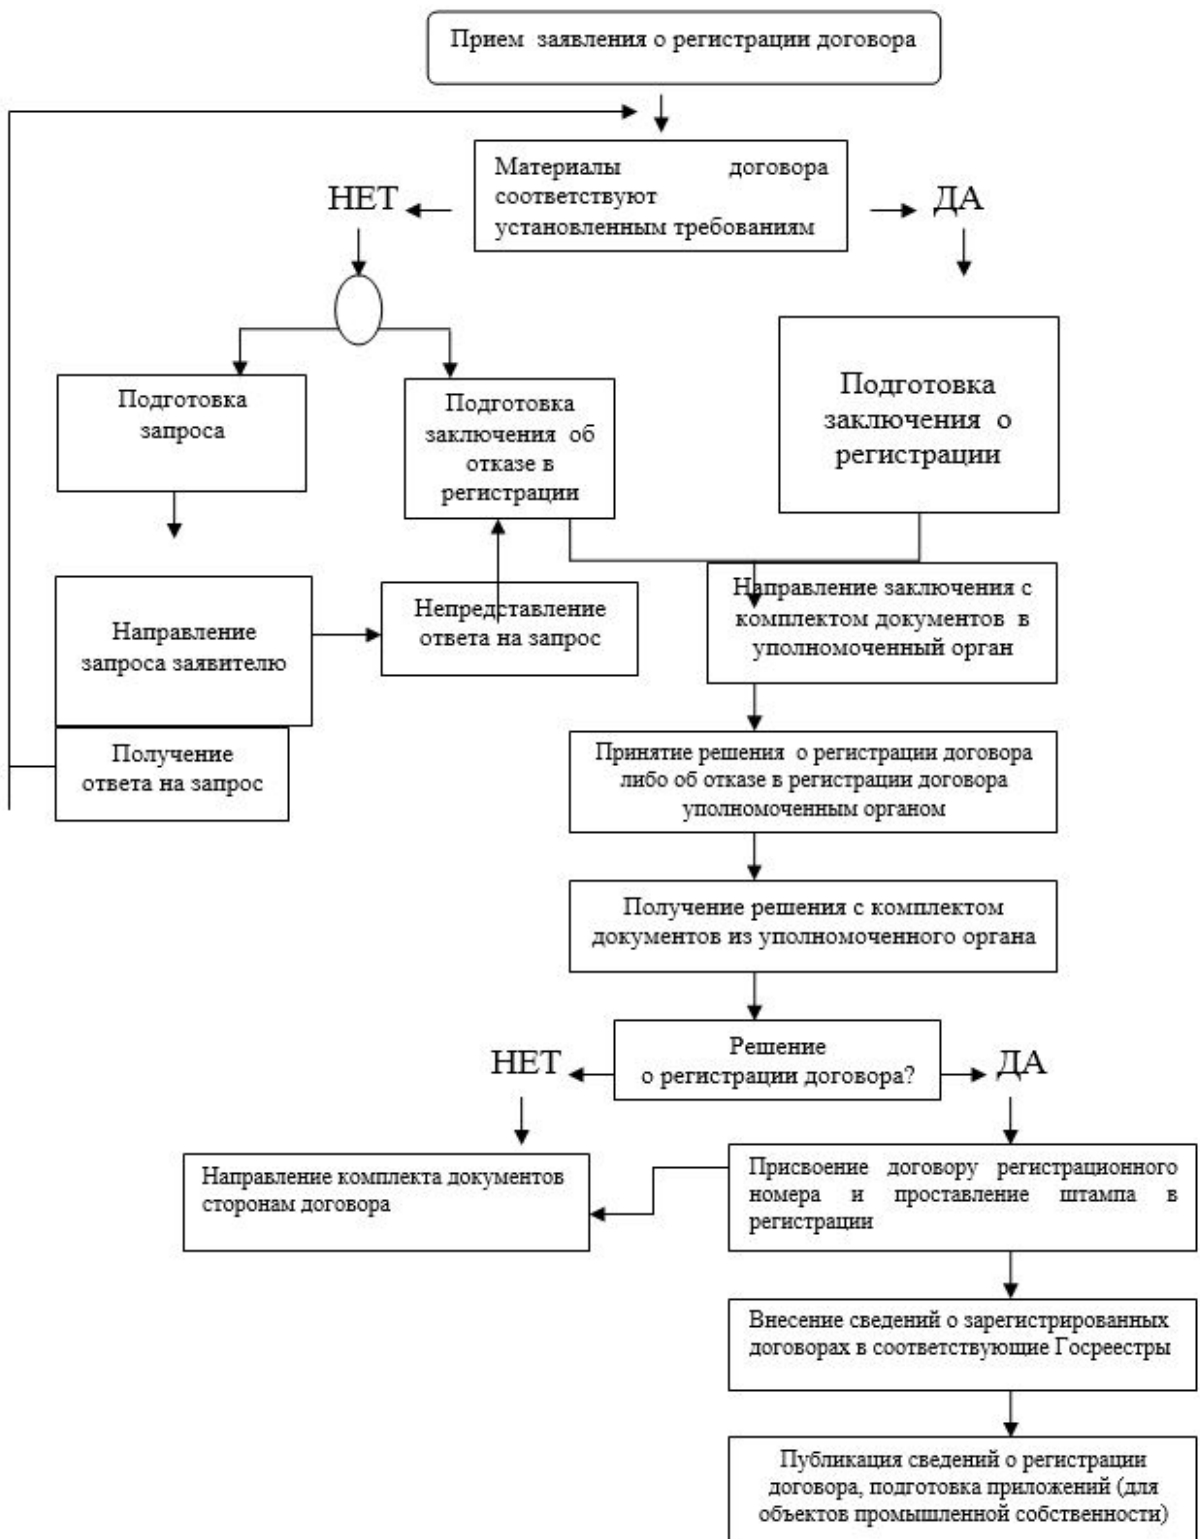 Прием заявления о регистрации договора
Материалы договора
соответствуют
установленным требованиям
НЕТ
ДА
Подготовка
запроса
Подготовка
заключения об
отказе в
регистрации
Подготовка
заключения о
регистрации
Направление
запроса заявителю
Непредставление
ответа на запрос
Направление заключения с
комплектом документов в
уполномоченный орган
Получение
ответа на запрос
Принятие решения о регистрации договора
либо об отказе в регистрации договора
уполномоченным органом
Получение решения с комплектом
документов из уполномоченного органа
Решение
о регистрации договора?
НЕТ
ДА
Направление комплекта документов
сторонам договора
Присвоение договору регистрационного
номера и проставление штампа в
регистрации
Внесение сведений о зарегистрированных
договорах в соответствующие Госреестры
Публикация сведений о регистрации
договора, подготовка приложений (для
объектов промышленной собственности)